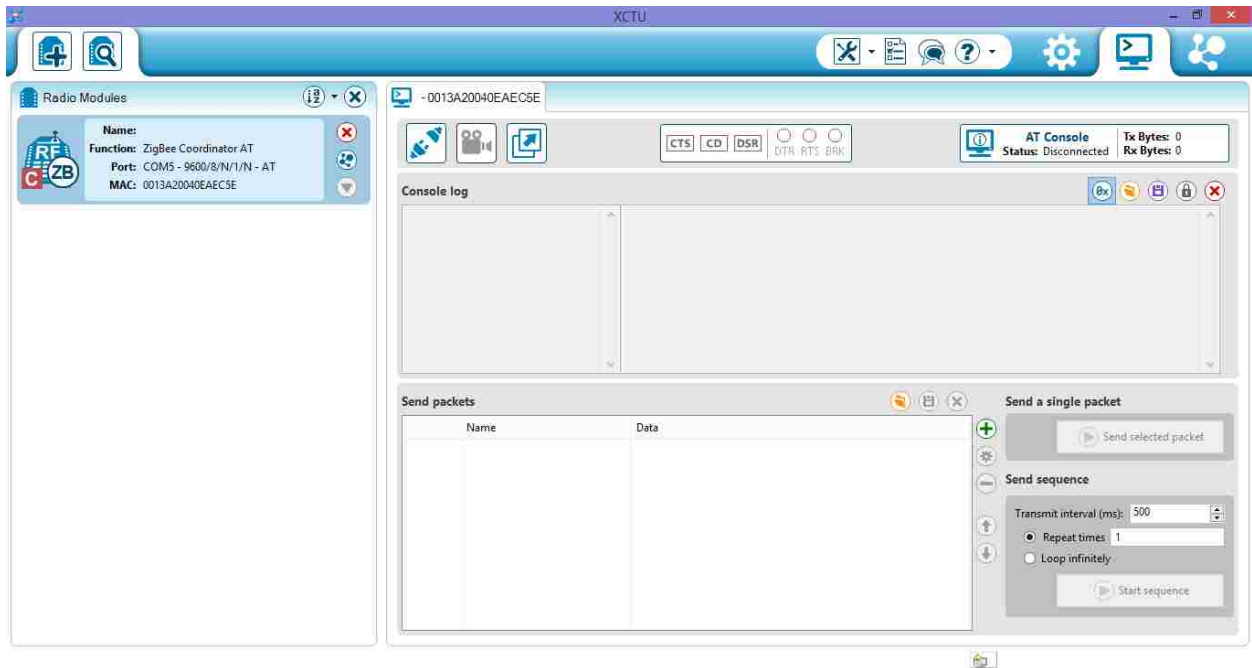 XCTU
Radio Modules
- 0013A20040EAEC5E
Name:
Function: ZigBee Coordinator AT
Port: COM5 - 9600/8/N/1/N - AT
MAC: 0013A20040EAEC5E
RF
C
ZB
CTS CD DSR
DTR RTS BRK
AT Console
Status: Disconnected
Tx Bytes: 0
Rx Bytes: 0
Console log
0x
Send packets
Name Data
Send a single packet
Send selected packet
Send sequence
Transmit interval (ms): 500
Repeat times 1
Loop infinitely
Start sequence